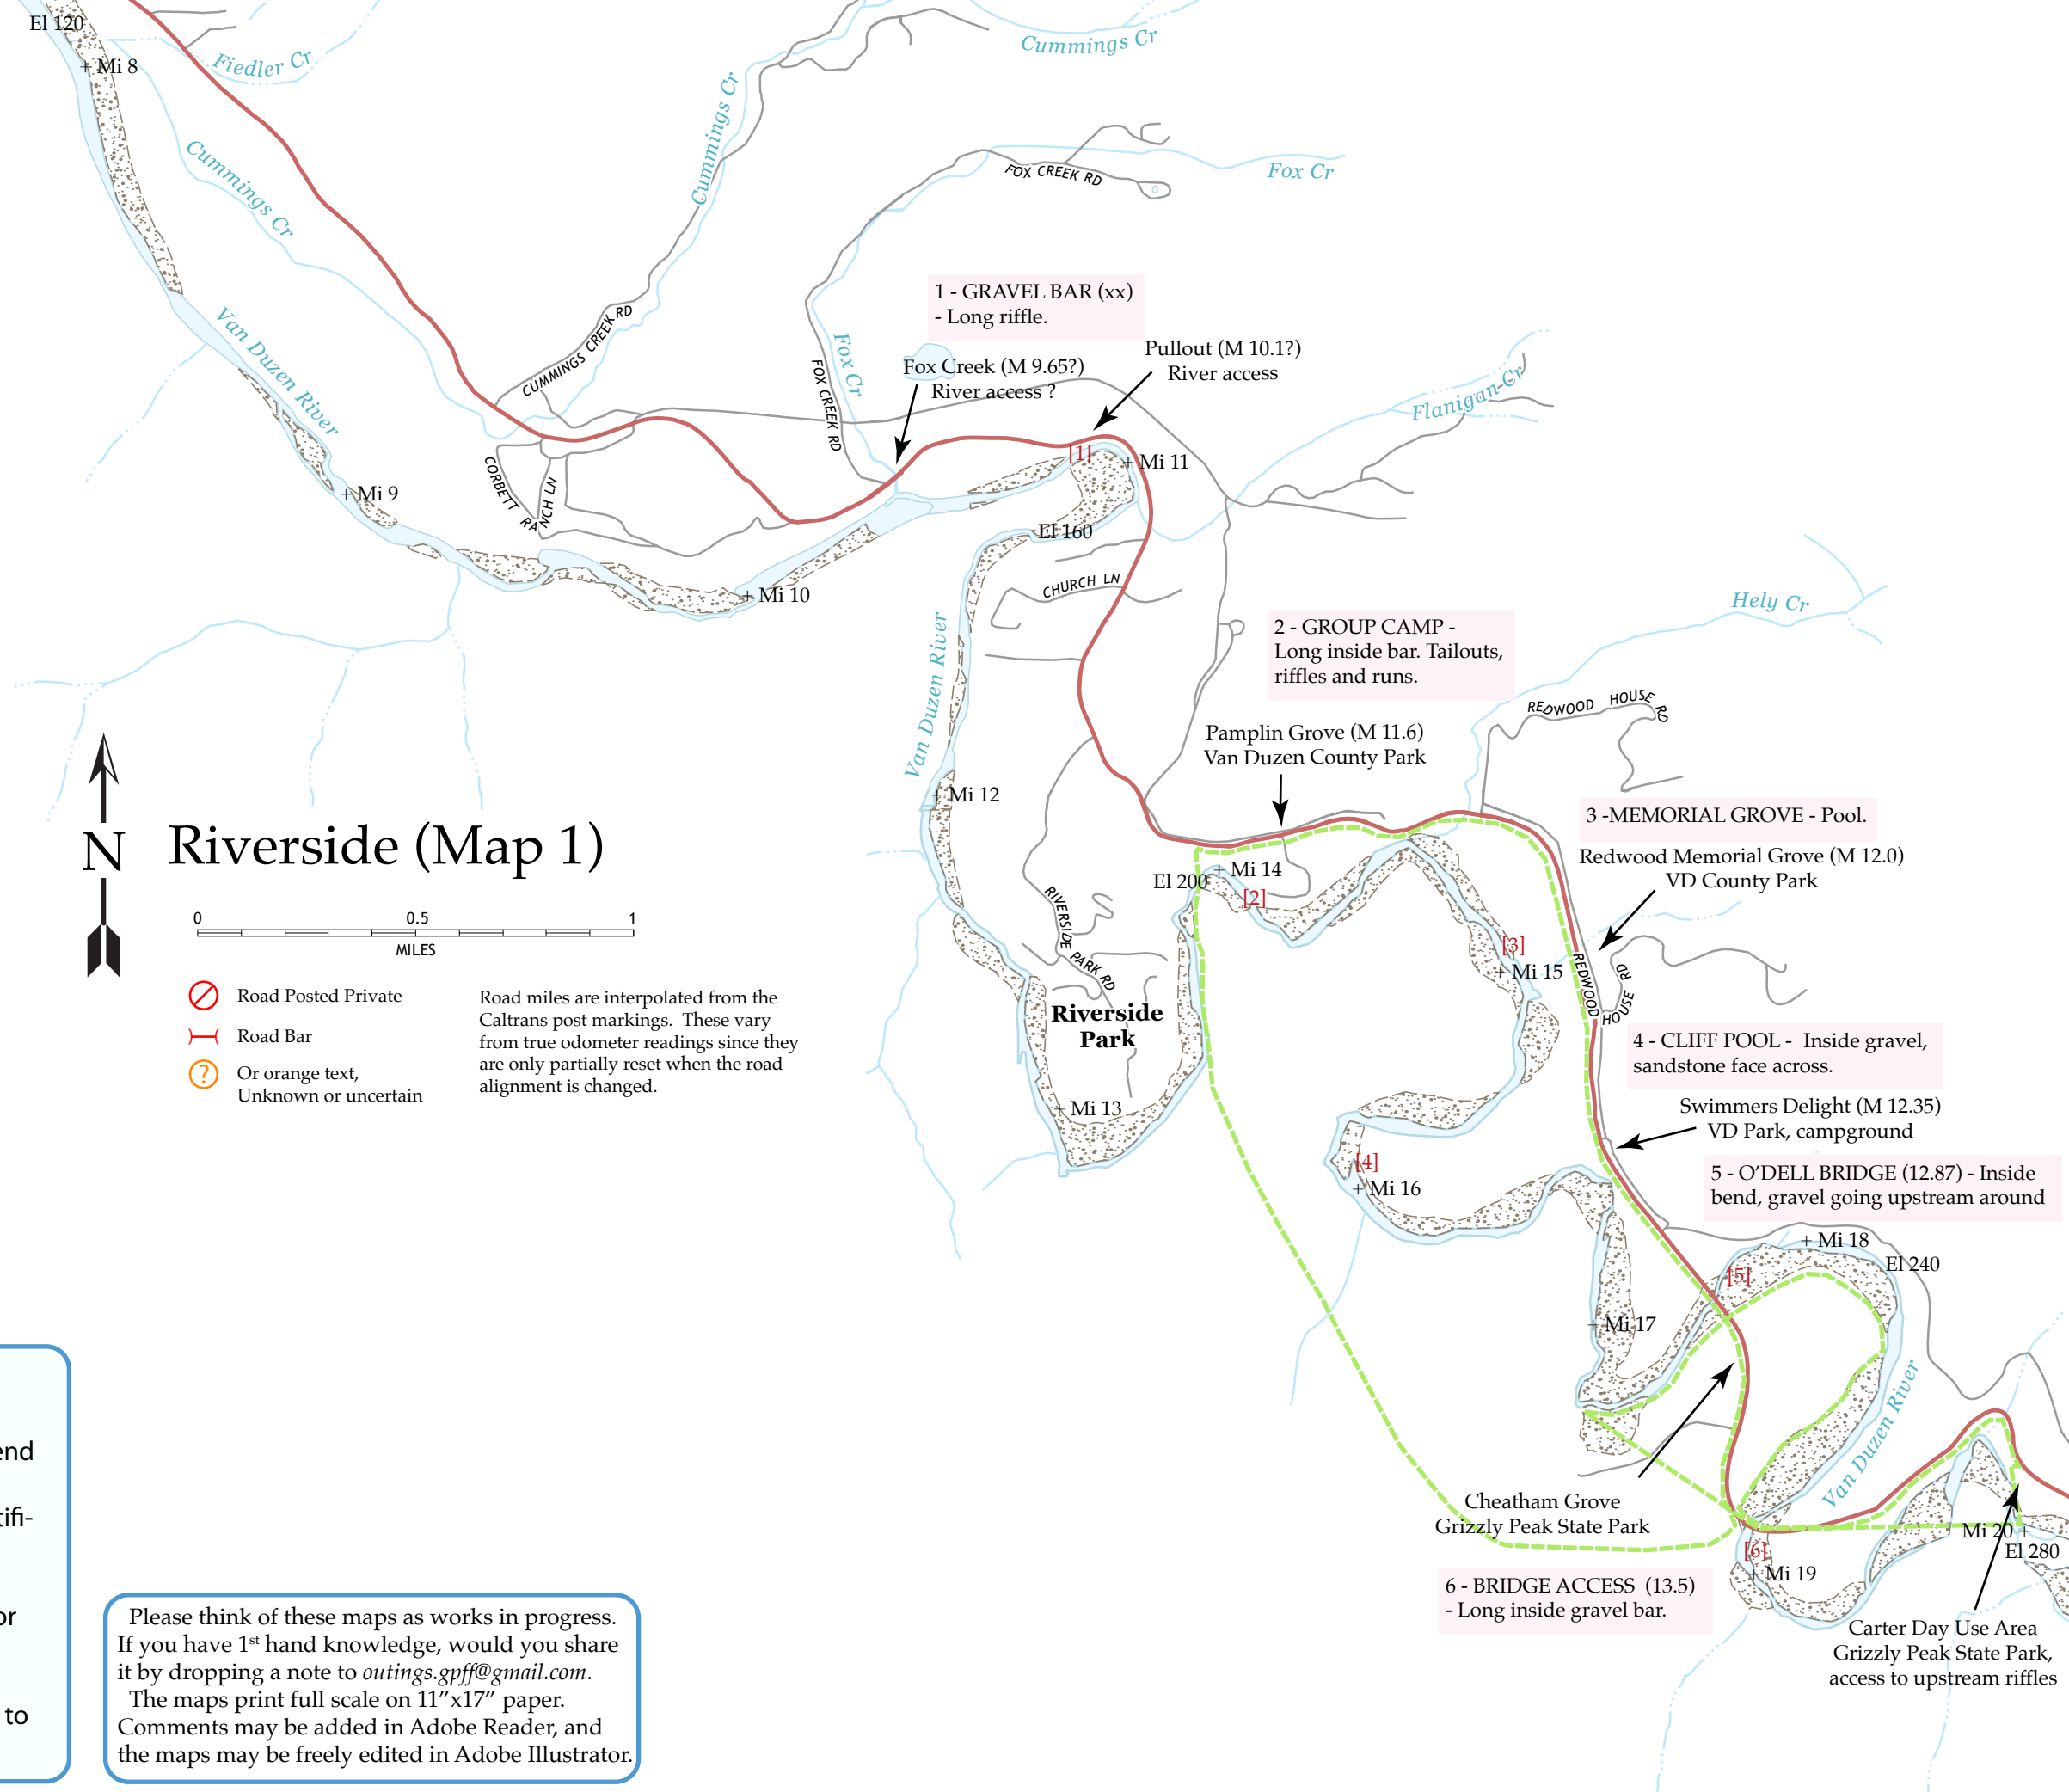 El 120
+ Mi 8
Fiedler Cr
Cummings Cr
Cummings Cr
Cummings Cr
FOX CREEK RD
Fox Cr
1 - GRAVEL BAR (xx)
- Long riffle.
Van Duzen River
CUMMINGS CREEK RD
Fox Cr
FOX CREEK RD
Fox Creek (M 9.65?)
River access ?
Pullout (M 10.1?)
River access
Flanigan Cr
[1]
+ Mi 11
+ Mi 9
CORBETT RANCH LN
El 160
+ Mi 10
CHURCH LN
Van Duzen River
Hely Cr
2 - GROUP CAMP -
Long inside bar. Tailouts,
riffles and runs.
REDWOOD HOUSE RD
Pamplin Grove (M 11.6)
Van Duzen County Park
+ Mi 12
N
Riverside (Map 1)
0 0.5 1
MILES
3 -MEMORIAL GROVE - Pool.
Redwood Memorial Grove (M 12.0)
VD County Park
El 200
+ Mi 14
[2]
RIVERSIDE PARK RD
[3]
+ Mi 15
REDWOOD HOUSE RD
Road Posted Private
Road Bar
? Or orange text,
Unknown or uncertain
Road miles are interpolated from the
Caltrans post markings. These vary
from true odometer readings since they
are only partially reset when the road
alignment is changed.
Riverside
Park
4 - CLIFF POOL - Inside gravel,
sandstone face across.
+ Mi 13
Swimmers Delight (M 12.35)
VD Park, campground
[4]
+ Mi 16
5 - O'DELL BRIDGE (12.87) - Inside
bend, gravel going upstream around
+ Mi 18
El 240
[5]
+ Mi 17
Van Duzen River
Cheatham Grove
Grizzly Peak State Park
Mi 20 +
El 280
[6]
+ Mi 19
6 - BRIDGE ACCESS (13.5)
- Long inside gravel bar.
Carter Day Use Area
Grizzly Peak State Park,
access to upstream riffles
end
tifi-
or
to
Please think of these maps as works in progress.
If you have 1st hand knowledge, would you share
it by dropping a note to outings.gpff@gmail.com.
The maps print full scale on 11"x17" paper.
Comments may be added in Adobe Reader, and
the maps may be freely edited in Adobe Illustrator.